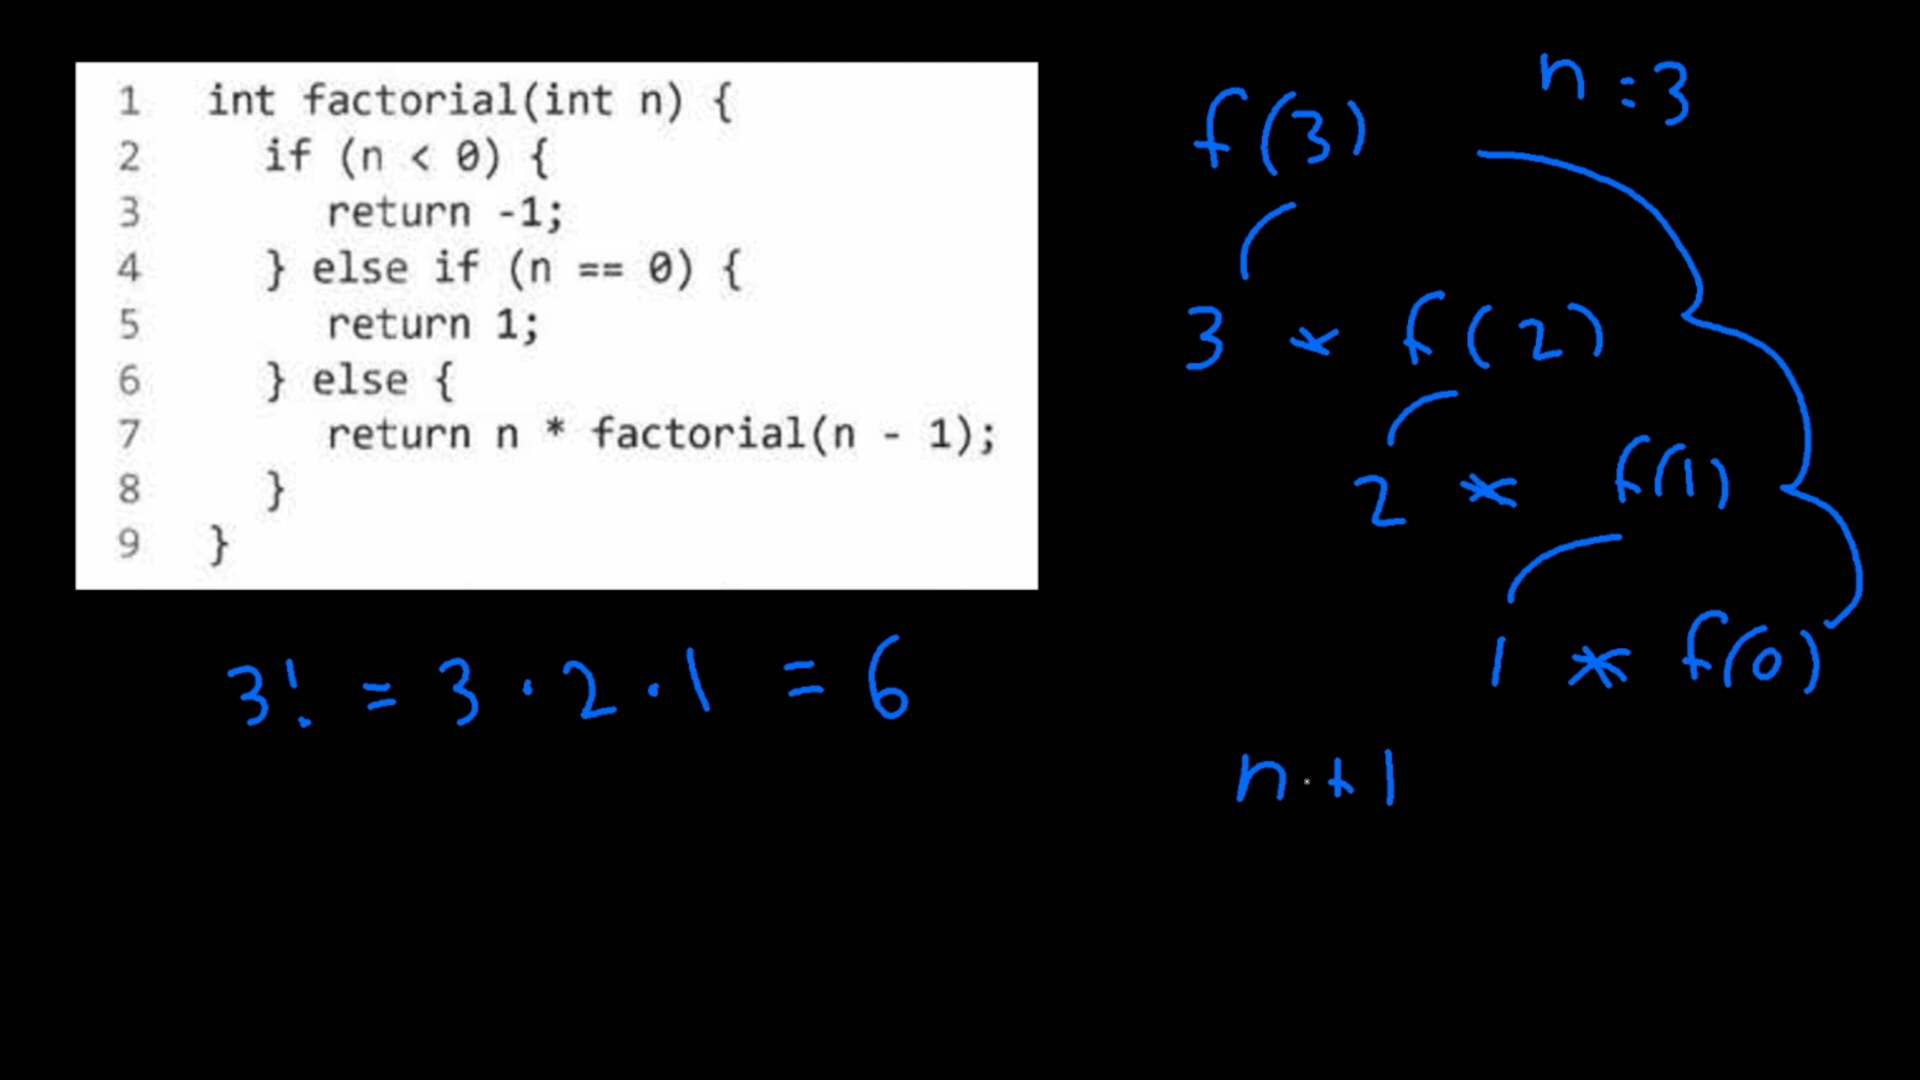 1 int factorial(int n) {
2 if (n < 0) {
3 return -1;
4 } else if (n == 0) {
5 return 1;
6 } else {
7 return n * factorial(n - 1);
8 }
9 }
3! = 3 · 2 · 1 = 6
n = 3
f(3)
3 * f(2)
2 * f(1)
1 * f(0)
n + 1